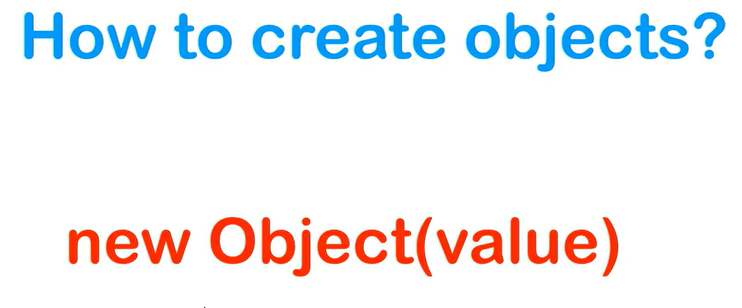 How to create objects?
new Object(value)